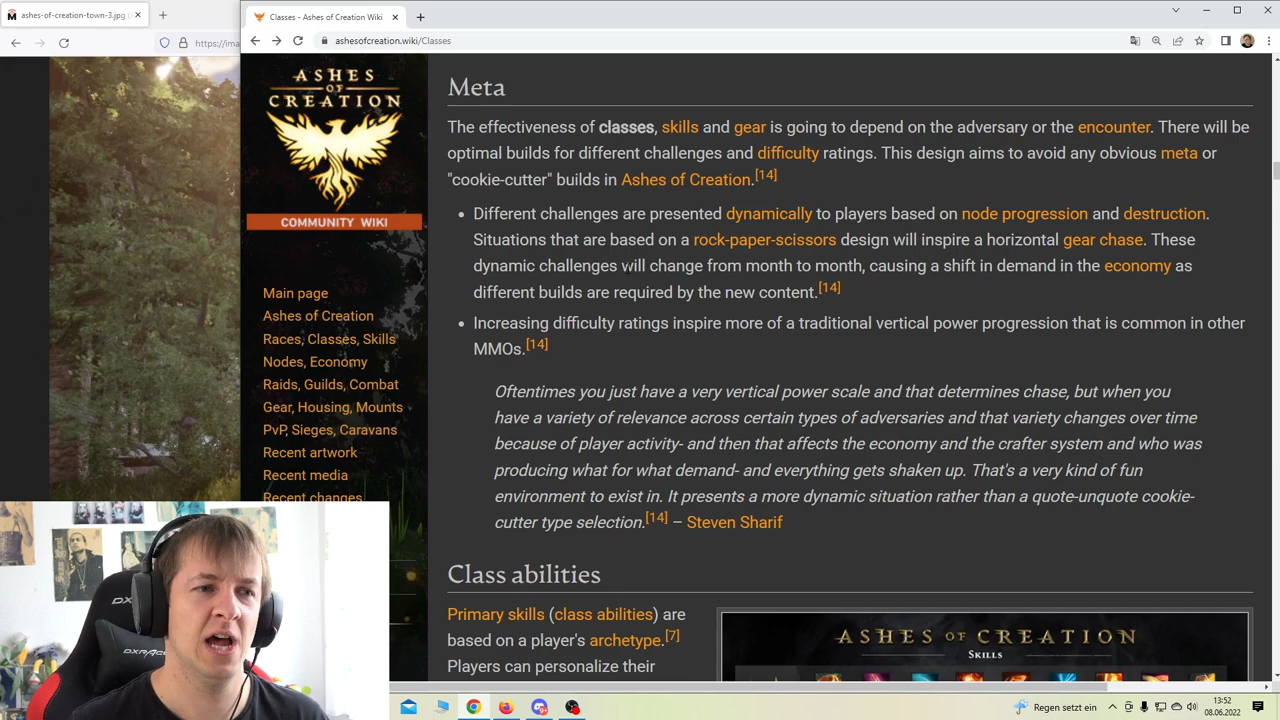 ashes-of-creation-town-3.jpg (
Classes - Ashes of Creation Wiki
https://ima
ashesofcreation.wiki/Classes
ASHES
OF
CREATION
COMMUNITY WIKI
Main page
Ashes of Creation
Races, Classes, Skills
Nodes, Economy
Raids, Guilds, Combat
Gear, Housing, Mounts
PvP, Sieges, Caravans
Recent artwork
Recent media
Recent changes
Meta
The effectiveness of classes, skills and gear is going to depend on the adversary or the encounter. There will be
optimal builds for different challenges and difficulty ratings. This design aims to avoid any obvious meta or
"cookie-cutter" builds in Ashes of Creation.[14]
• Different challenges are presented dynamically to players based on node progression and destruction.
Situations that are based on a rock-paper-scissors design will inspire a horizontal gear chase. These
dynamic challenges will change from month to month, causing a shift in demand in the economy as
different builds are required by the new content.[14]
• Increasing difficulty ratings inspire more of a traditional vertical power progression that is common in other
MMOs.[14]
Oftentimes you just have a very vertical power scale and that determines chase, but when you
have a variety of relevance across certain types of adversaries and that variety changes over time
because of player activity- and then that affects the economy and the crafter system and who was
producing what for what demand- and everything gets shaken up. That's a very kind of fun
environment to exist in. It presents a more dynamic situation rather than a quote-unquote cookie-
cutter type selection.[14] – Steven Sharif
Class abilities
Primary skills (class abilities) are
based on a player's archetype.[7]
Players can personalize their
ASHES OF CREATION
SKILLS
DXRACER
Regen setzt ein
13:52
08.06.2022